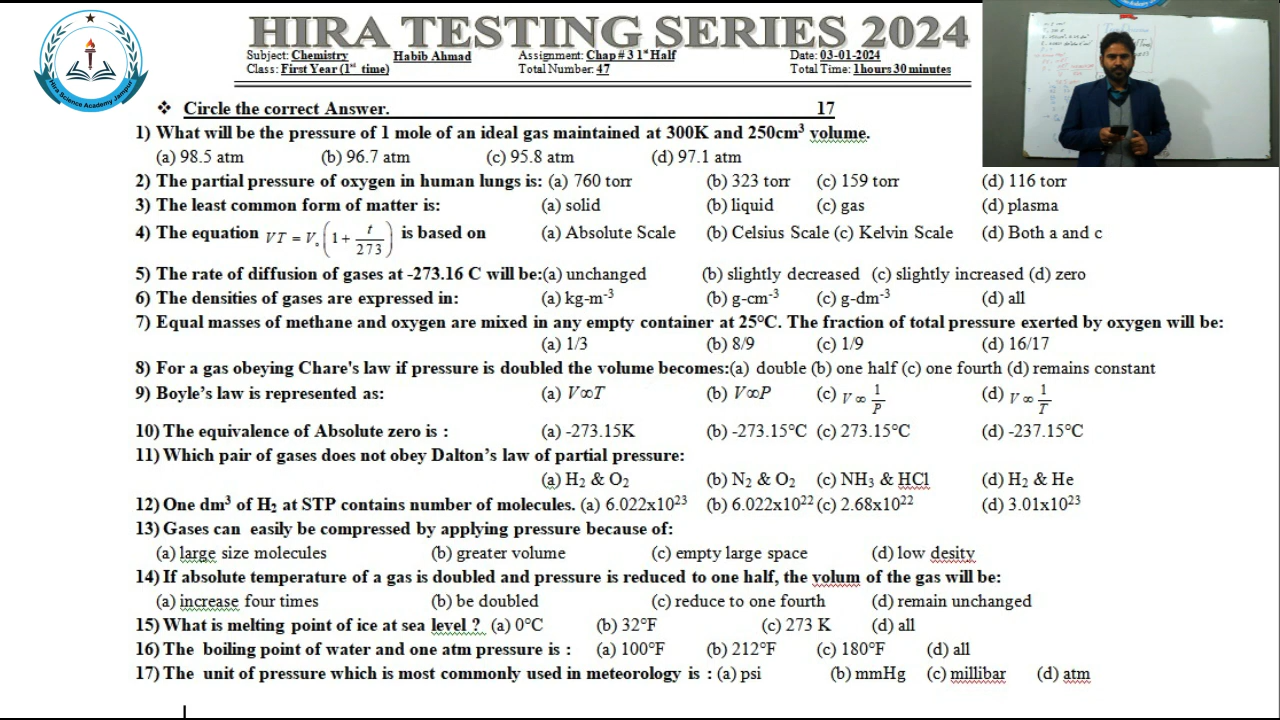 HIRA TESTING SERIES 2024
Subject: Chemistry Habib Ahmad Assignment: Chap # 3 1st Half Date: 03-01-2024
Class: First Year (1st time) Total Number: 47 Total Time: 1hours 30 minutes
Hira Science Academy Jampur
❖ Circle the correct Answer. 17
1) What will be the pressure of 1 mole of an ideal gas maintained at 300K and 250cm³ volume.
(a) 98.5 atm (b) 96.7 atm (c) 95.8 atm (d) 97.1 atm
2) The partial pressure of oxygen in human lungs is: (a) 760 torr (b) 323 torr (c) 159 torr (d) 116 torr
3) The least common form of matter is: (a) solid (b) liquid (c) gas (d) plasma
4) The equation VT = V∘(1 + t/273) is based on (a) Absolute Scale (b) Celsius Scale (c) Kelvin Scale (d) Both a and c
5) The rate of diffusion of gases at -273.16 C will be:(a) unchanged (b) slightly decreased (c) slightly increased (d) zero
6) The densities of gases are expressed in: (a) kg-m⁻³ (b) g-cm⁻³ (c) g-dm⁻³ (d) all
7) Equal masses of methane and oxygen are mixed in any empty container at 25°C. The fraction of total pressure exerted by oxygen will be:
(a) 1/3 (b) 8/9 (c) 1/9 (d) 16/17
8) For a gas obeying Chare's law if pressure is doubled the volume becomes:(a) double (b) one half (c) one fourth (d) remains constant
9) Boyle's law is represented as: (a) V∞T (b) V∞P (c) V ∞ 1/P (d) V ∞ 1/T
10) The equivalence of Absolute zero is : (a) -273.15K (b) -273.15°C (c) 273.15°C (d) -237.15°C
11) Which pair of gases does not obey Dalton's law of partial pressure:
(a) H₂ & O₂ (b) N₂ & O₂ (c) NH₃ & HCl (d) H₂ & He
12) One dm³ of H₂ at STP contains number of molecules. (a) 6.022x10²³ (b) 6.022x10²² (c) 2.68x10²² (d) 3.01x10²³
13) Gases can easily be compressed by applying pressure because of:
(a) large size molecules (b) greater volume (c) empty large space (d) low desity
14) If absolute temperature of a gas is doubled and pressure is reduced to one half, the volum of the gas will be:
(a) increase four times (b) be doubled (c) reduce to one fourth (d) remain unchanged
15) What is melting point of ice at sea level ? (a) 0°C (b) 32°F (c) 273 K (d) all
16) The boiling point of water and one atm pressure is : (a) 100°F (b) 212°F (c) 180°F (d) all
17) The unit of pressure which is most commonly used in meteorology is : (a) psi (b) mmHg (c) millibar (d) atm